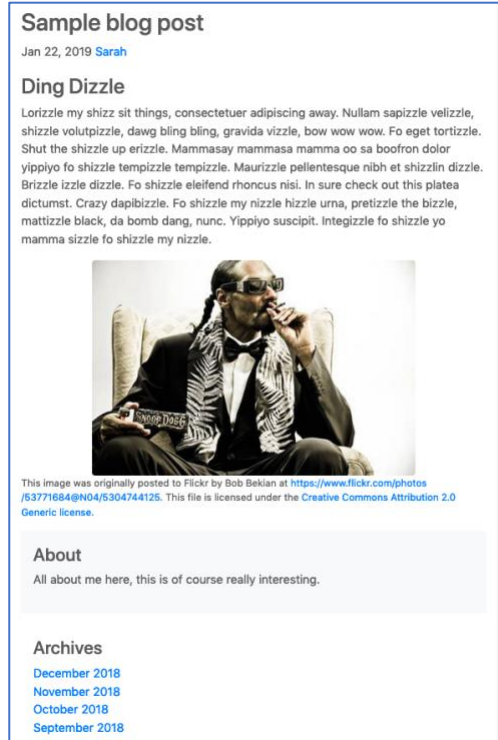 Sample blog post
Jan 22, 2019 Sarah
Ding Dizzle
Lorizzle my shizz sit things, consectetuer adipiscing away. Nullam sapizzle velizzle,
shizzle volutpizzle, dawg bling bling, gravida vizzle, bow wow wow. Fo eget tortizzle.
Shut the shizzle up erizzle. Mammasay mammasa mamma oo sa boofron dolor
yippiyo fo shizzle tempizzle tempizzle. Maurizzle pellentesque nibh et shizzlin dizzle.
Brizzle izzle dizzle. Fo shizzle eleifend rhoncus nisi. In sure check out this platea
dictumst. Crazy dapibizzle. Fo shizzle my nizzle hizzle urna, pretizzle the bizzle,
mattizzle black, da bomb dang, nunc. Yippiyo suscipit. Integizzle fo shizzle yo
mamma sizzle fo shizzle my nizzle.
SNOOP DOGG
This image was originally posted to Flickr by Bob Bekian at https://www.flickr.com/photos
/53771684@N04/5304744125. This file is licensed under the Creative Commons Attribution 2.0
Generic license.
About
All about me here, this is of course really interesting.
Archives
December 2018
November 2018
October 2018
September 2018